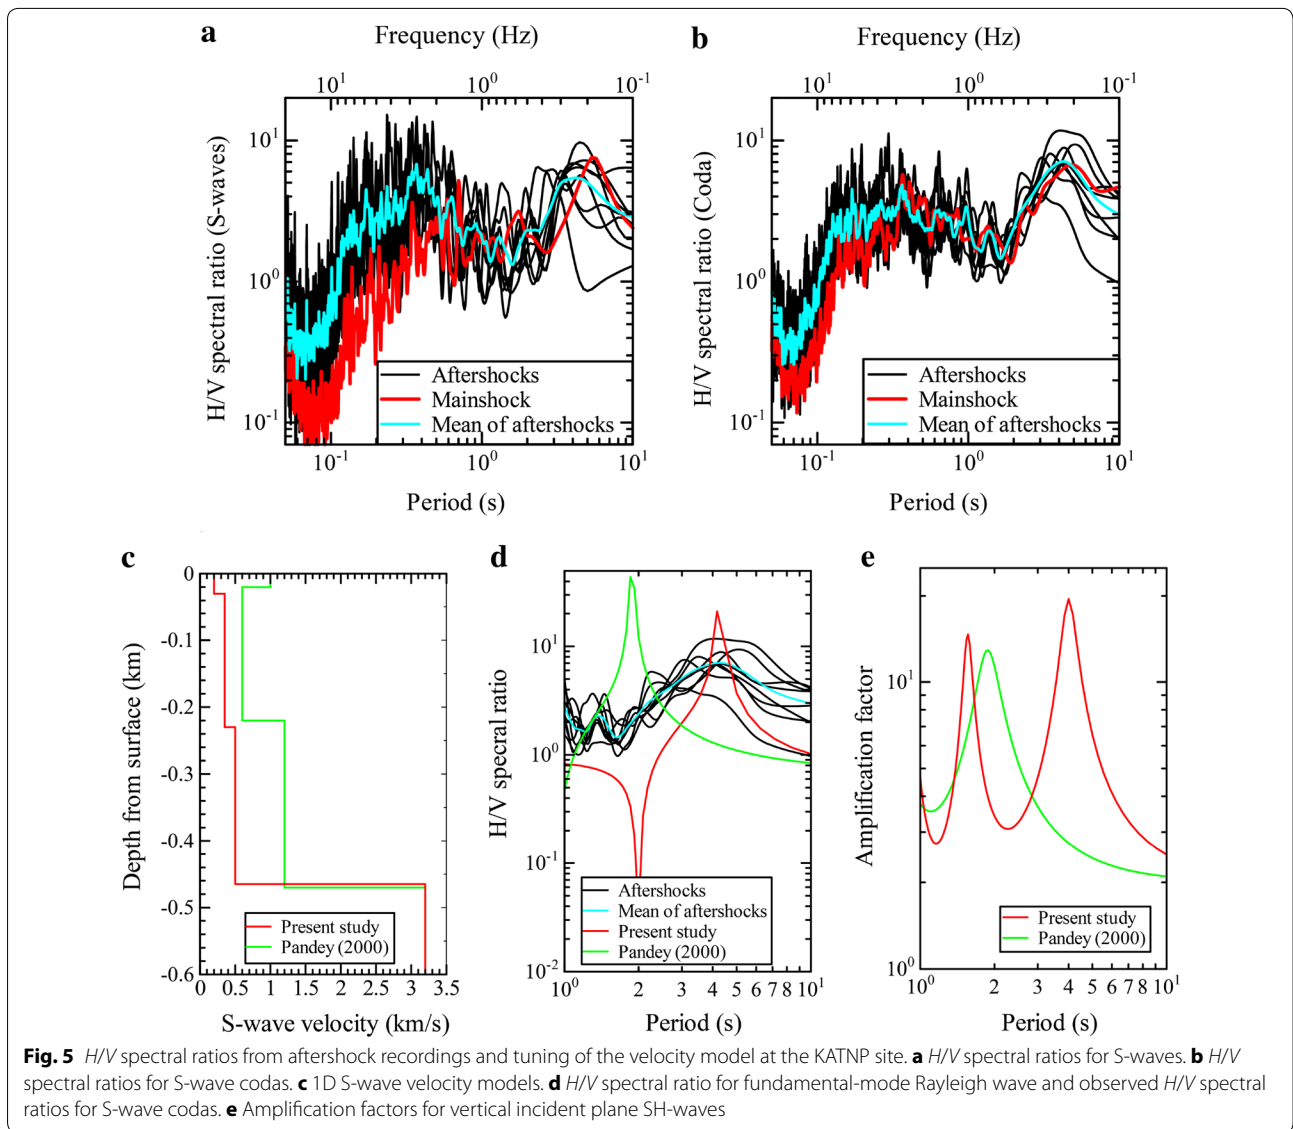 a
Frequency (Hz)
10¹ 10⁰ 10⁻¹
H/V spectral ratio (S-waves)
10¹
10⁰
10⁻¹
Aftershocks
Mainshock
Mean of aftershocks
10⁻¹ 10⁰ 10¹
Period (s)
b
Frequency (Hz)
10¹ 10⁰ 10⁻¹
H/V spectral ratio (Coda)
10¹
10⁰
10⁻¹
Aftershocks
Mainshock
Mean of aftershocks
10⁻¹ 10⁰ 10¹
Period (s)
c
Depth from surface (km)
0
-0.1
-0.2
-0.3
-0.4
-0.5
-0.6
Present study
Pandey (2000)
0 0.5 1 1.5 2 2.5 3 3.5
S-wave velocity (km/s)
d
H/V specral ratio
10¹
10⁰
10⁻¹
10⁻²
Aftershocks
Mean of aftershocks
Present study
Pandey (2000)
10⁰ 2 3 4 5 6 7 8 10¹
Period (s)
e
Amplification factor
10¹
10⁰
Present study
Pandey (2000)
10⁰ 2 3 4 5 6 7 8 10¹
Period (s)
Fig. 5 H/V spectral ratios from aftershock recordings and tuning of the velocity model at the KATNP site. a H/V spectral ratios for S-waves. b H/V
spectral ratios for S-wave codas. c 1D S-wave velocity models. d H/V spectral ratio for fundamental-mode Rayleigh wave and observed H/V spectral
ratios for S-wave codas. e Amplification factors for vertical incident plane SH-waves